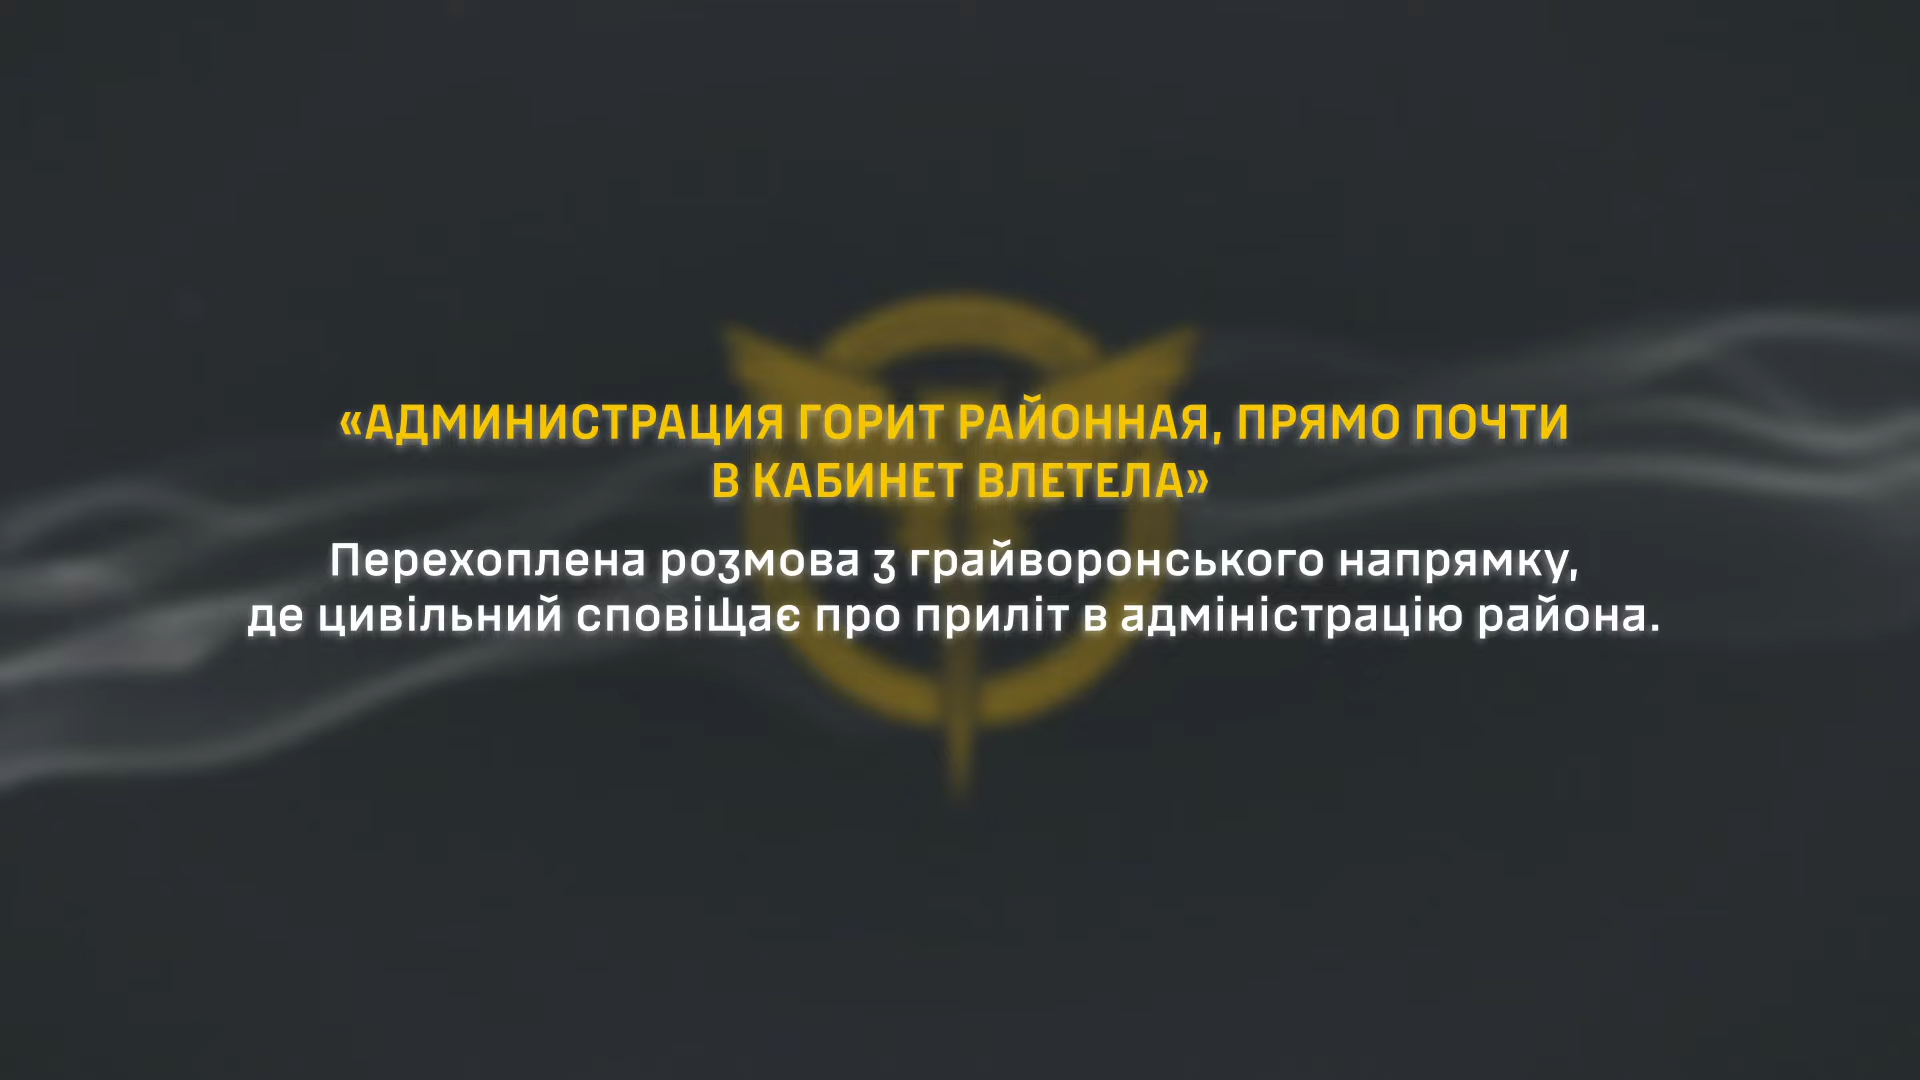 «АДМИНИСТРАЦИЯ ГОРИТ РАЙОННАЯ, ПРЯМО ПОЧТИ
В КАБИНЕТ ВЛЕТЕЛА»
Перехоплена розмова з грайворонського напрямку,
де цивільний сповіщає про приліт в адміністрацію района.